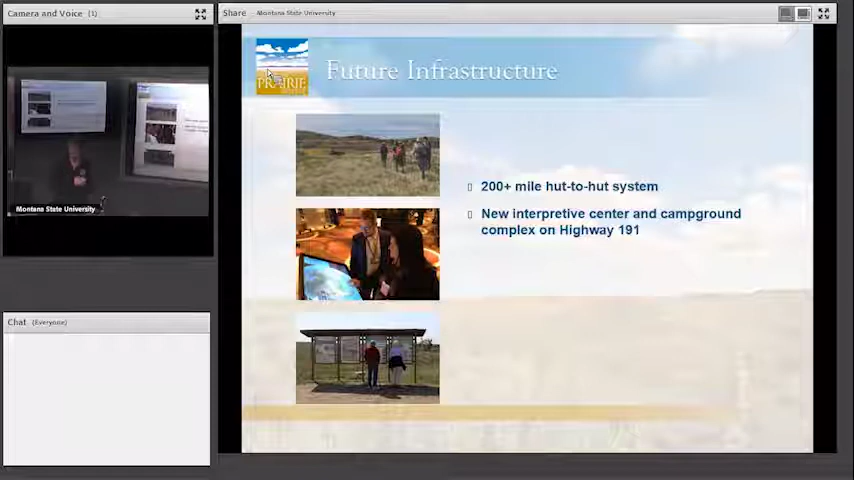 Camera and Voice (1)
Montana State University
Chat (Everyone)
Share Montana State University
PRAIRIE
Future Infrastructure
200+ mile hut-to-hut system
New interpretive center and campground
complex on Highway 191